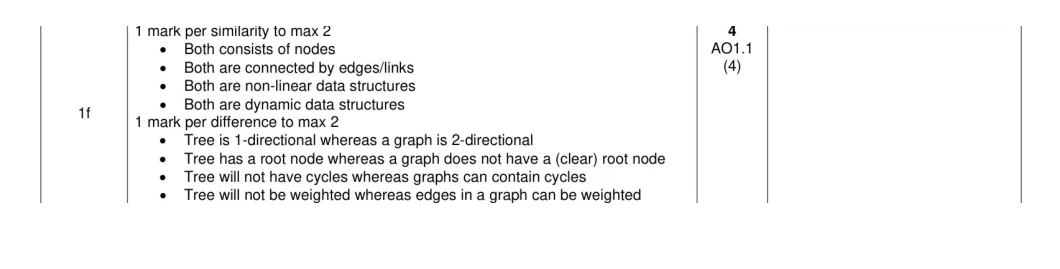 1 mark per similarity to max 2
• Both consists of nodes
• Both are connected by edges/links
• Both are non-linear data structures
• Both are dynamic data structures
1 mark per difference to max 2
• Tree is 1-directional whereas a graph is 2-directional
• Tree has a root node whereas a graph does not have a (clear) root node
• Tree will not have cycles whereas graphs can contain cycles
• Tree will not be weighted whereas edges in a graph can be weighted
1f
4
AO1.1
(4)